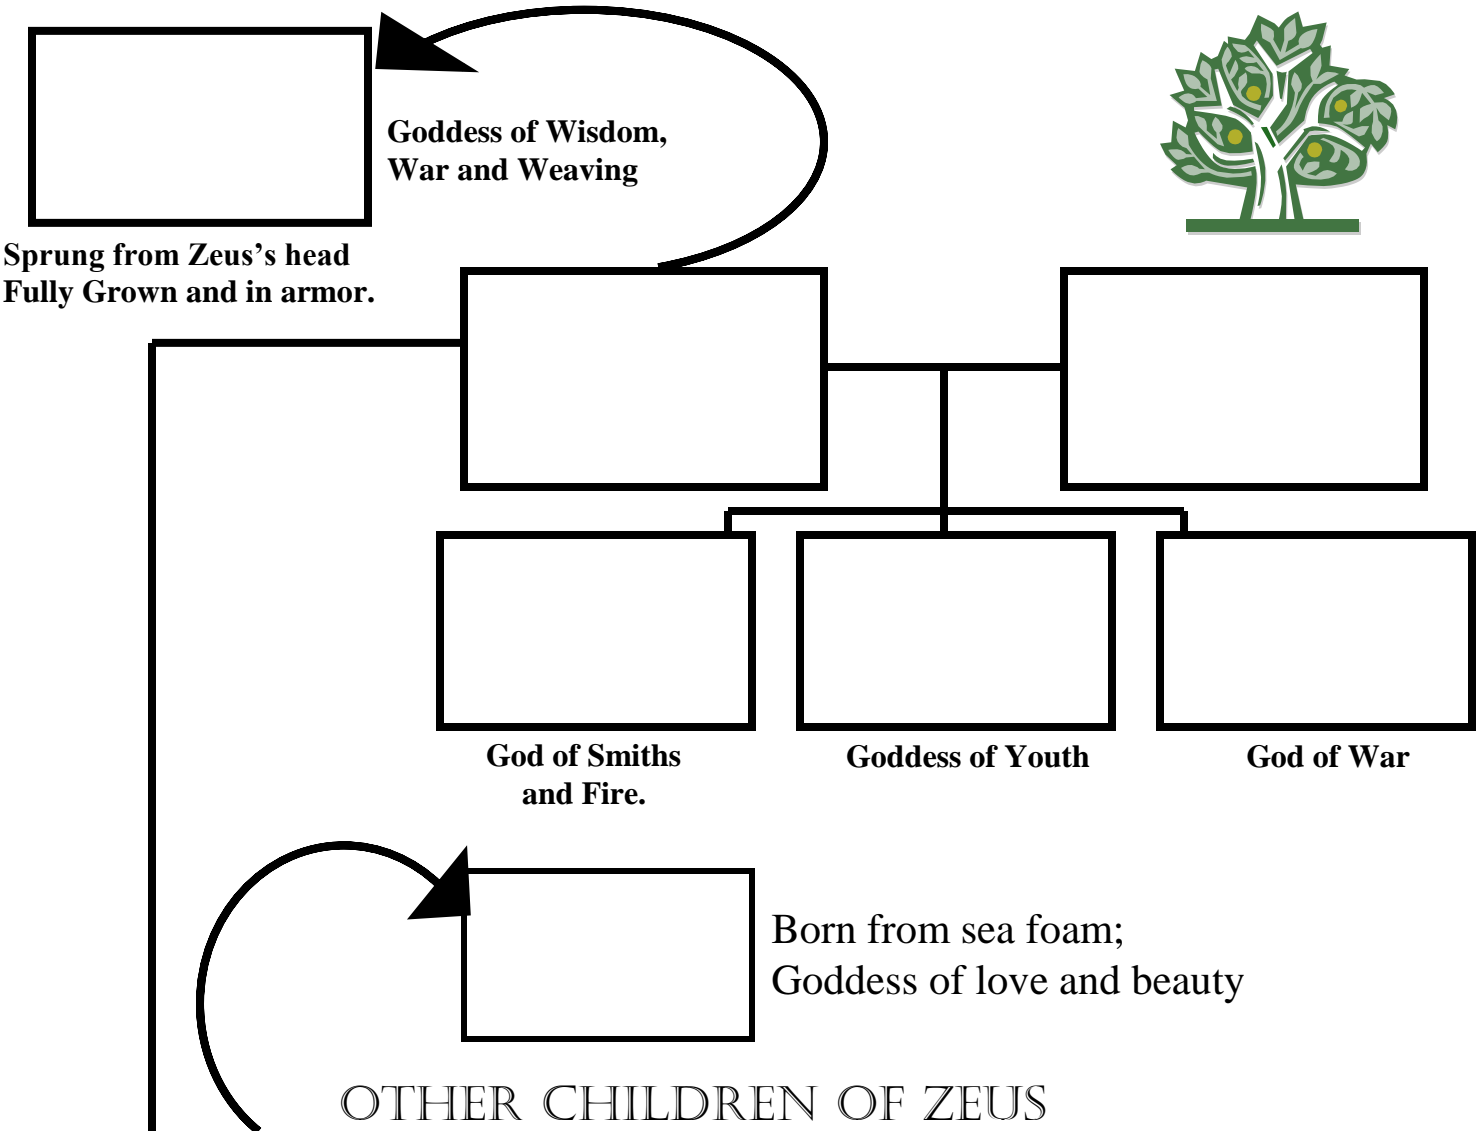 Goddess of Wisdom,
War and Weaving
Sprung from Zeus’s head
Fully Grown and in armor.
God of Smiths
and Fire.
Goddess of Youth
God of War
Born from sea foam;
Goddess of love and beauty
OTHER CHILDREN OF ZEUS